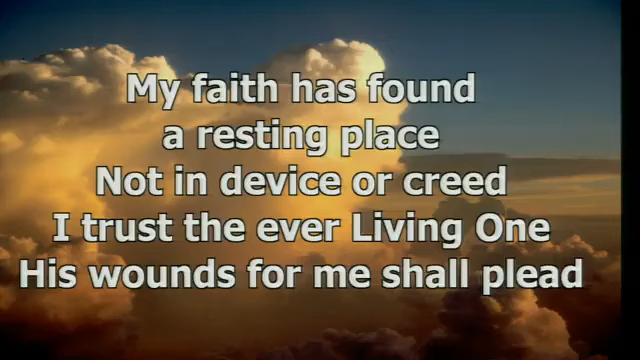 My faith has found
a resting place
Not in device or creed
I trust the ever Living One
His wounds for me shall plead